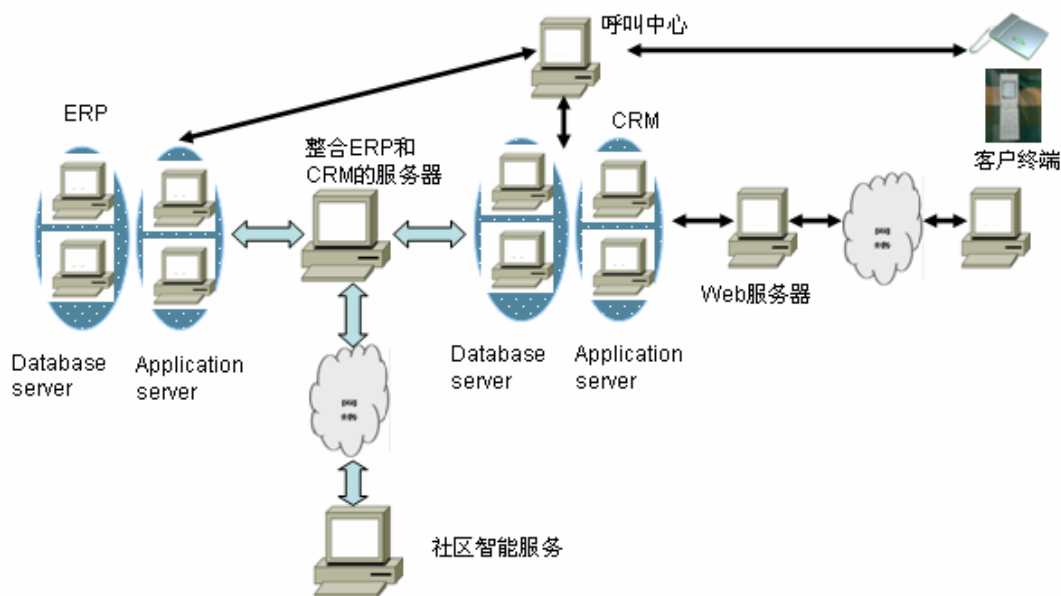 呼叫中心
ERP
CRM
整合ERP和
CRM的服务器
客户终端
Web服务器
Database
server
Application
server
Database
server
Application
server
社区智能服务